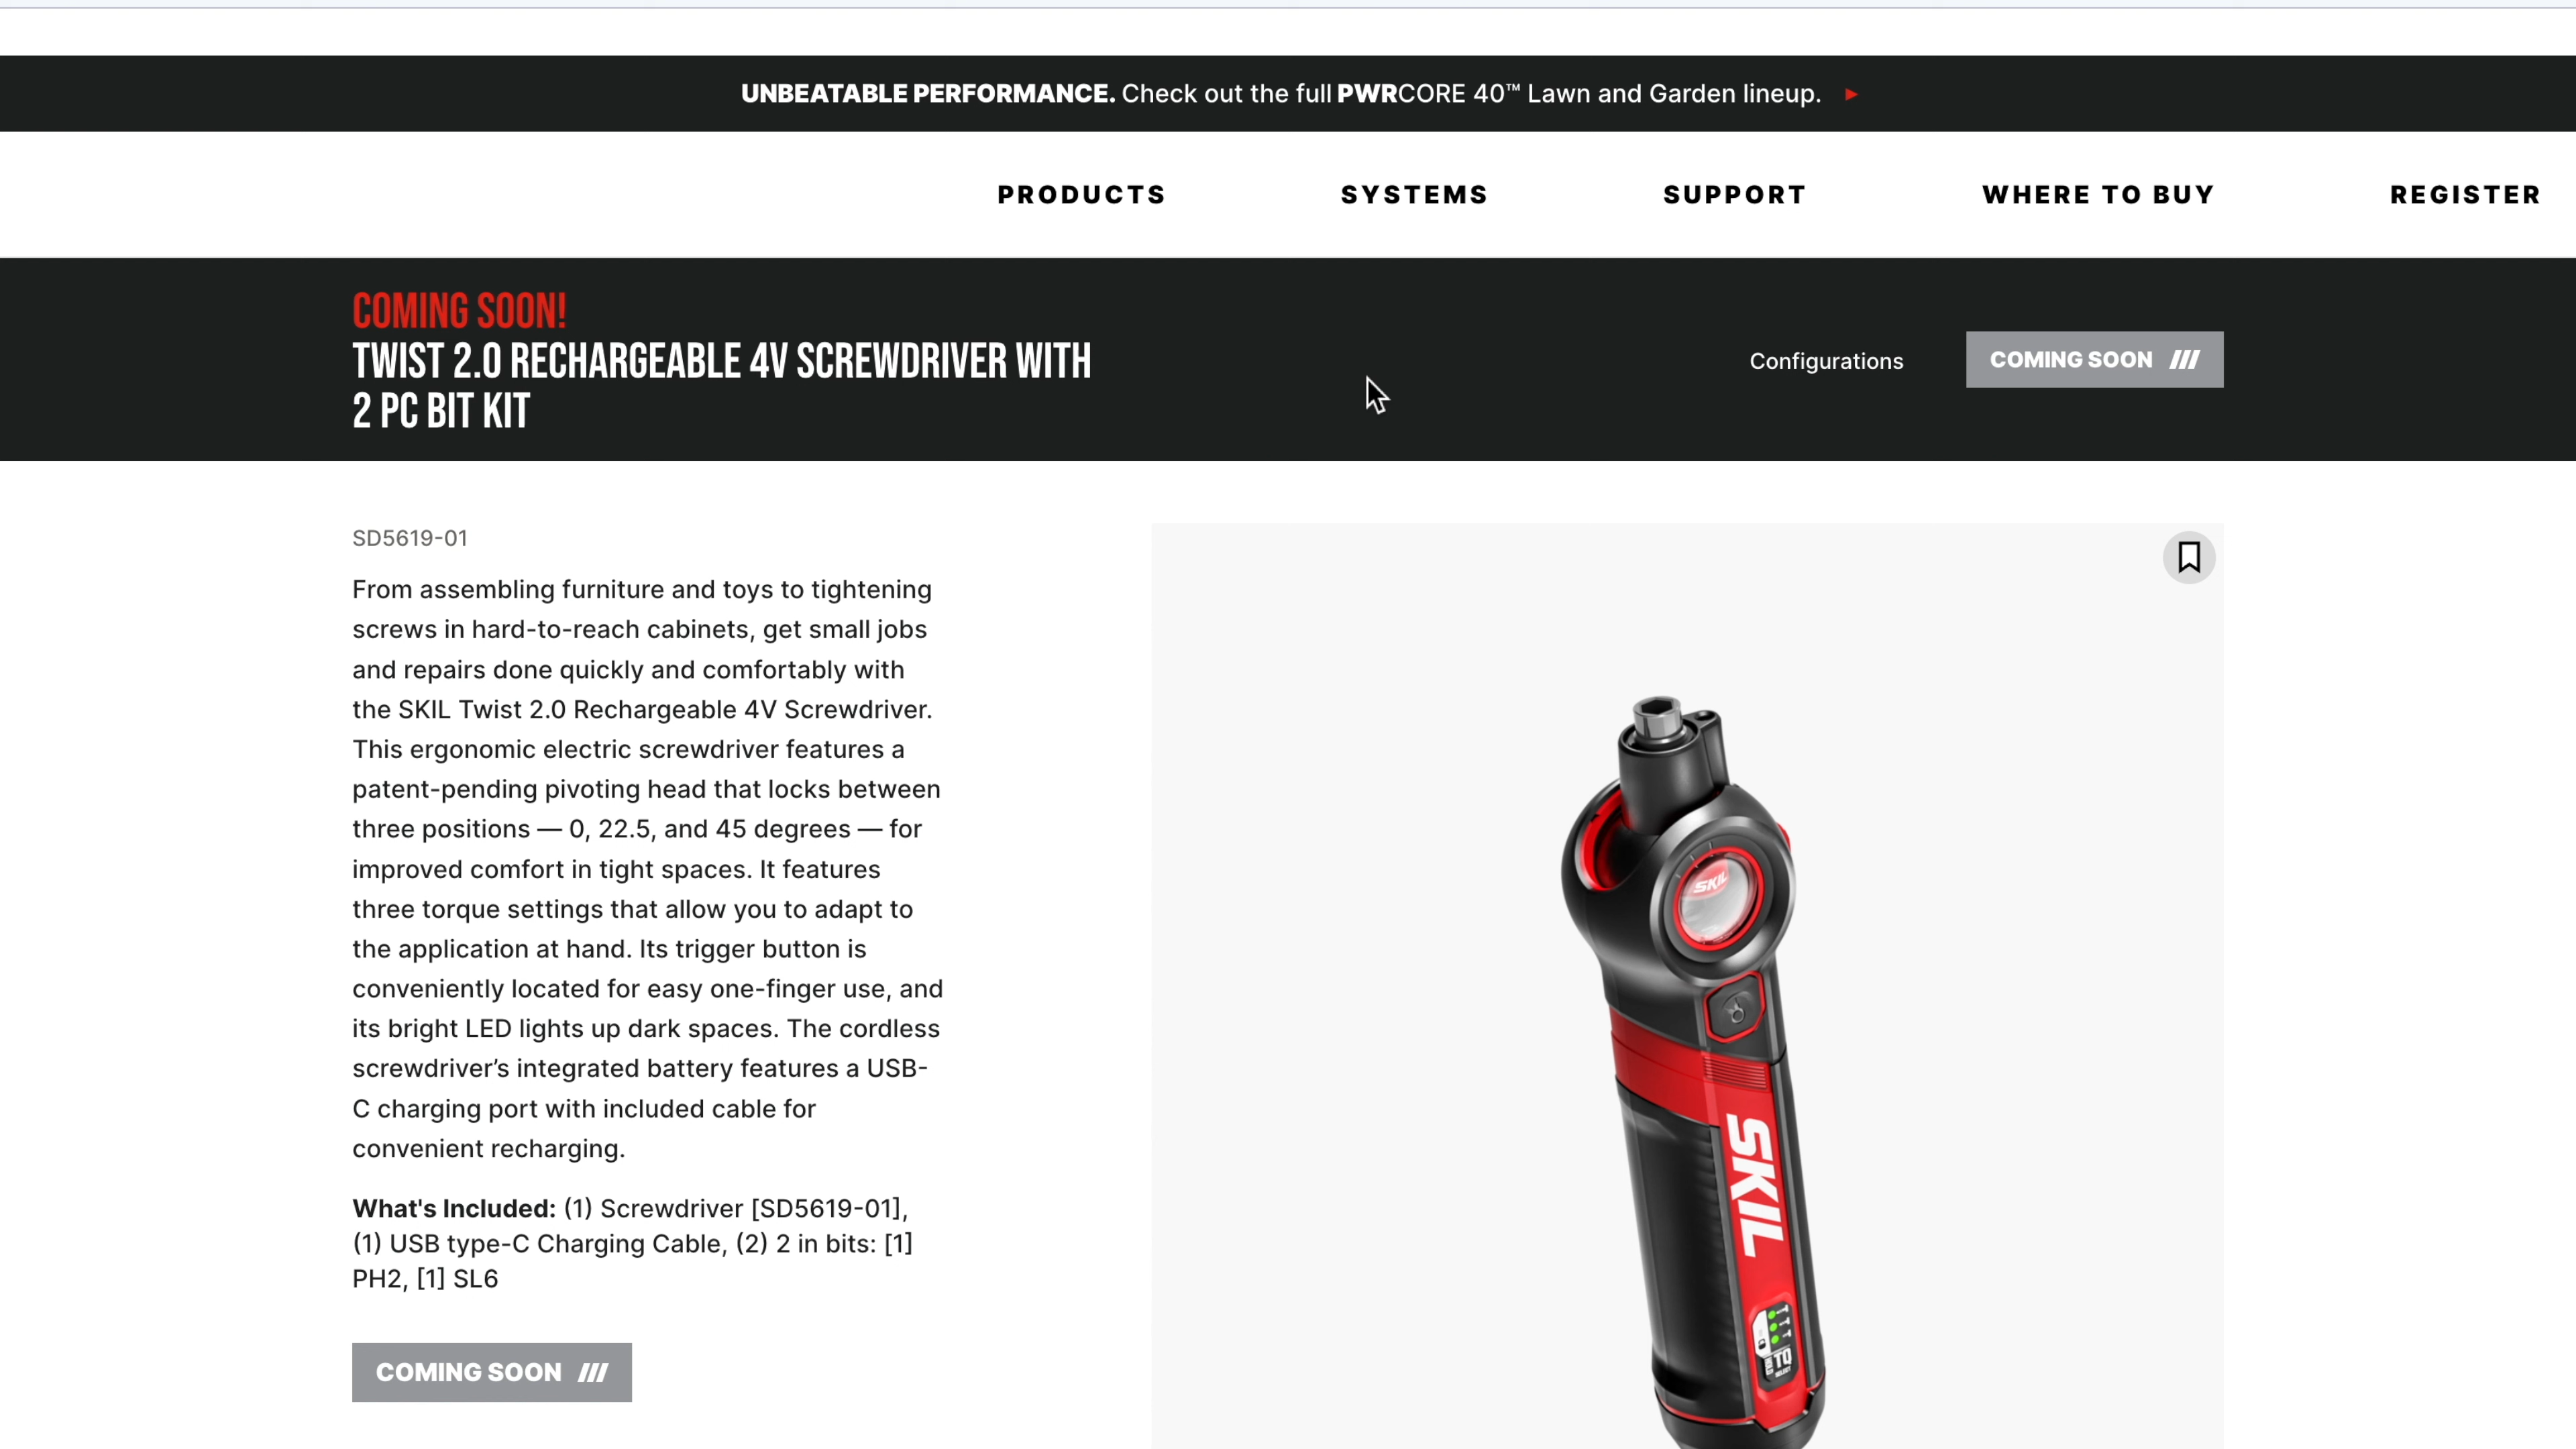 UNBEATABLE PERFORMANCE. Check out the full PWRCORE 40™ Lawn and Garden lineup.
PRODUCTS SYSTEMS SUPPORT WHERE TO BUY REGISTER
COMING SOON!
TWIST 2.0 RECHARGEABLE 4V SCREWDRIVER WITH
2 PC BIT KIT
Configurations
COMING SOON
SD5619-01
From assembling furniture and toys to tightening
screws in hard-to-reach cabinets, get small jobs
and repairs done quickly and comfortably with
the SKIL Twist 2.0 Rechargeable 4V Screwdriver.
This ergonomic electric screwdriver features a
patent-pending pivoting head that locks between
three positions — 0, 22.5, and 45 degrees — for
improved comfort in tight spaces. It features
three torque settings that allow you to adapt to
the application at hand. Its trigger button is
conveniently located for easy one-finger use, and
its bright LED lights up dark spaces. The cordless
screwdriver’s integrated battery features a USB-
C charging port with included cable for
convenient recharging.
What's Included: (1) Screwdriver [SD5619-01],
(1) USB type-C Charging Cable, (2) 2 in bits: [1]
PH2, [1] SL6
COMING SOON
SKIL
SKIL
TQ